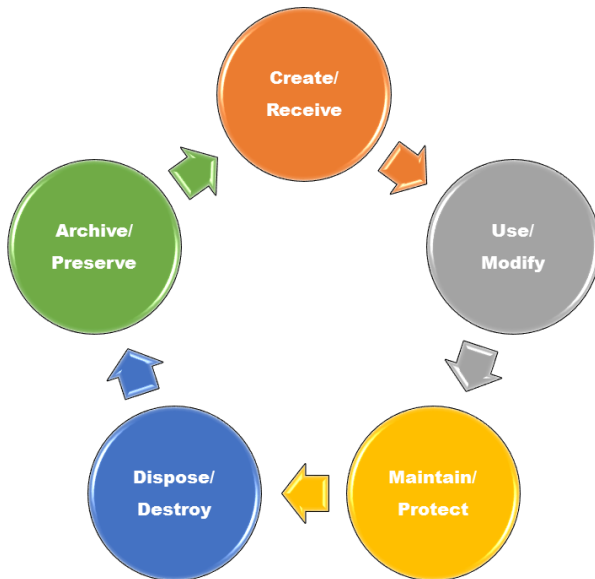 Create/
Receive
Use/
Modify
Maintain/
Protect
Dispose/
Destroy
Archive/
Preserve